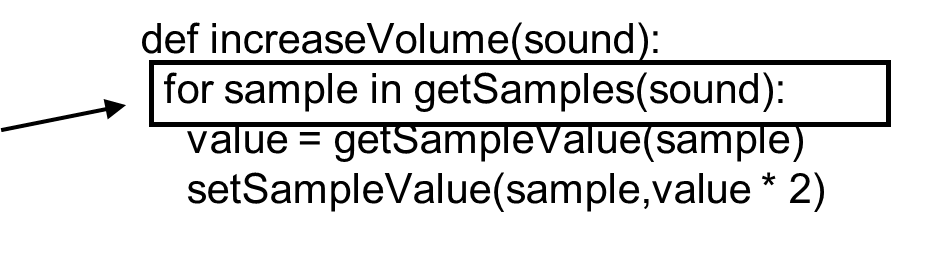 def increaseVolume(sound):
for sample in getSamples(sound):
value = getSampleValue(sample)
setSampleValue(sample,value * 2)